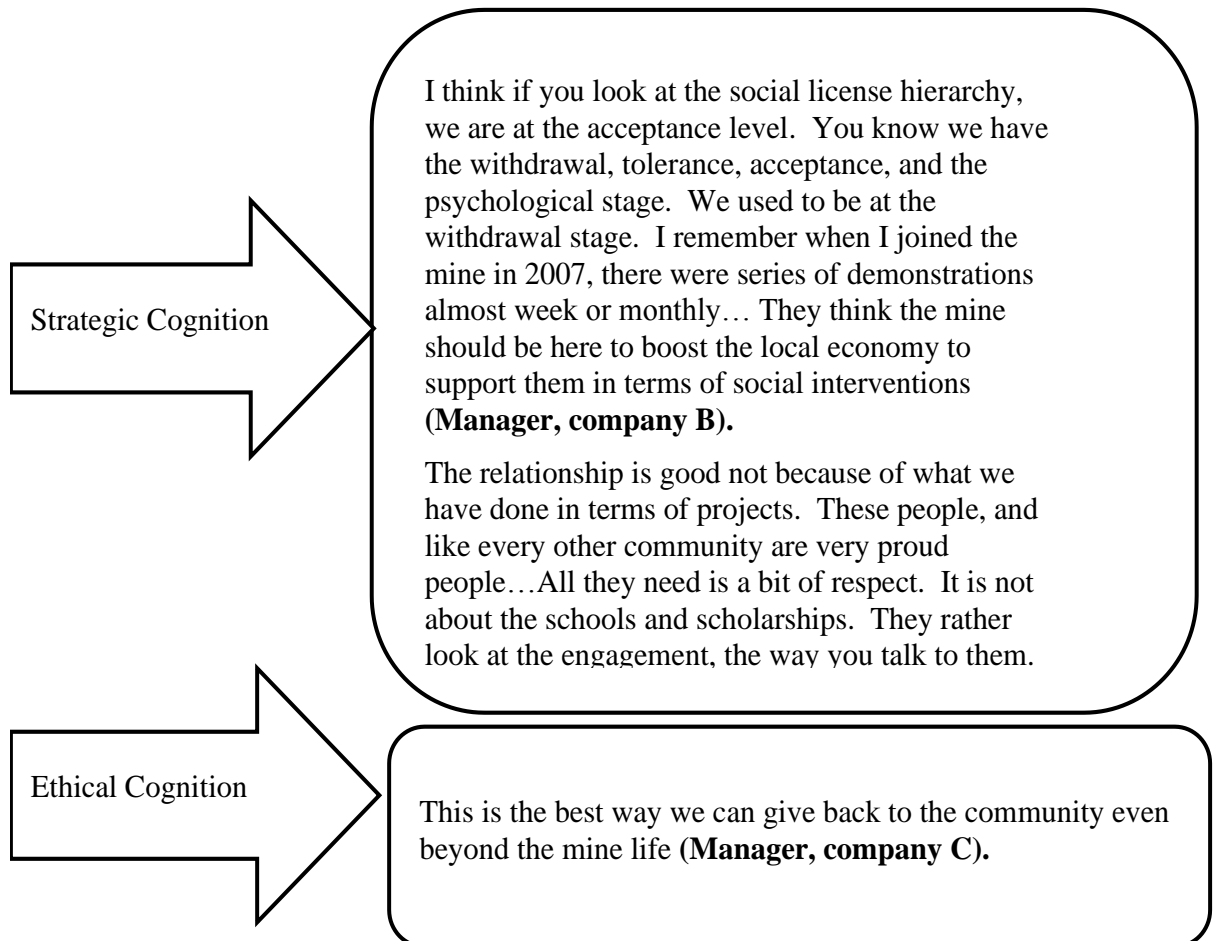 I think if you look at the social license hierarchy,
we are at the acceptance level.  You know we have
the withdrawal, tolerance, acceptance, and the
psychological stage.  We used to be at the
withdrawal stage.  I remember when I joined the
mine in 2007, there were series of demonstrations
almost week or monthly… They think the mine
should be here to boost the local economy to
support them in terms of social interventions
(Manager, company B).
The relationship is good not because of what we
have done in terms of projects.  These people, and
like every other community are very proud
people…All they need is a bit of respect.  It is not
about the schools and scholarships.  They rather
look at the engagement, the way you talk to them.
Strategic Cognition
Ethical Cognition
This is the best way we can give back to the community even
beyond the mine life (Manager, company C).